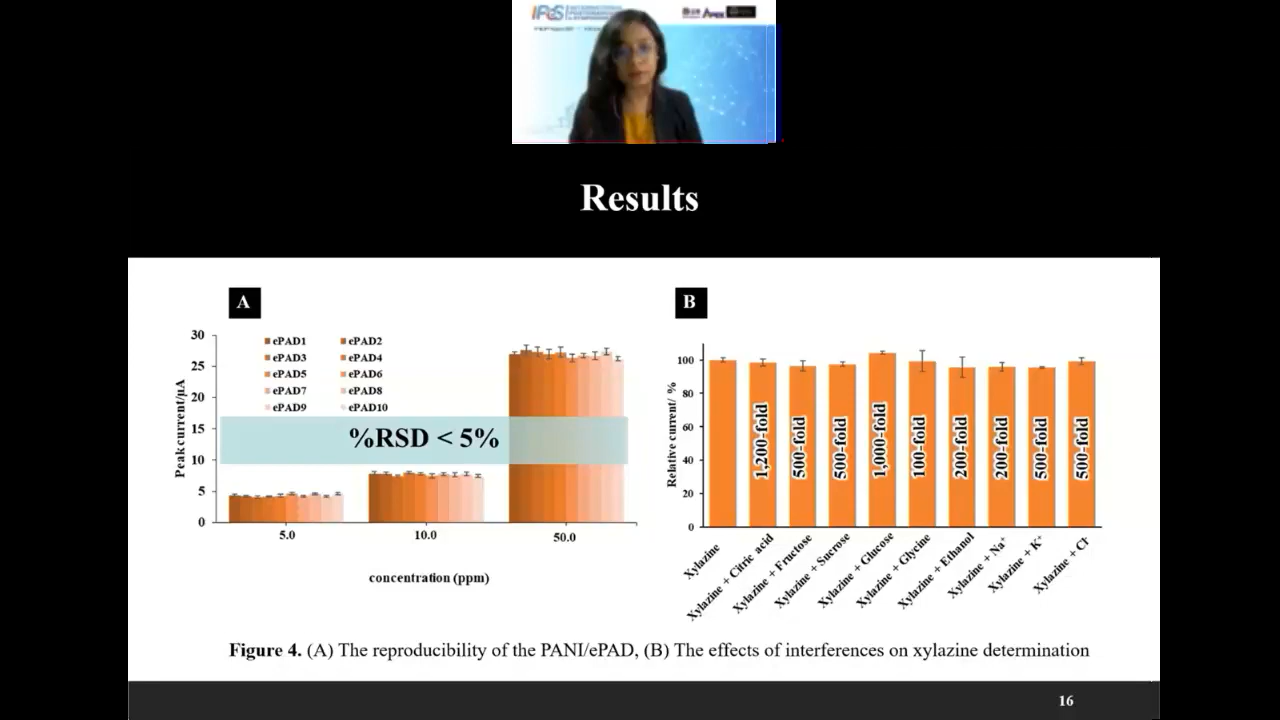 IPCS
APEX
Results
A
30
25
20
15
10
5
0
Peak current/µA
ePAD1
ePAD2
ePAD3
ePAD4
ePAD5
ePAD6
ePAD7
ePAD8
ePAD9
ePAD10
%RSD < 5%
5.0
10.0
50.0
concentration (ppm)
B
100
80
60
40
20
0
Relative current/ %
1,200-fold
500-fold
500-fold
1,000-fold
100-fold
200-fold
200-fold
500-fold
500-fold
Xylazine
Xylazine + Citric acid
Xylazine + Fructose
Xylazine + Sucrose
Xylazine + Glucose
Xylazine + Glycine
Xylazine + Ethanol
Xylazine + Na⁺
Xylazine + K⁺
Xylazine + Cl⁻
Figure 4. (A) The reproducibility of the PANI/ePAD, (B) The effects of interferences on xylazine determination
16